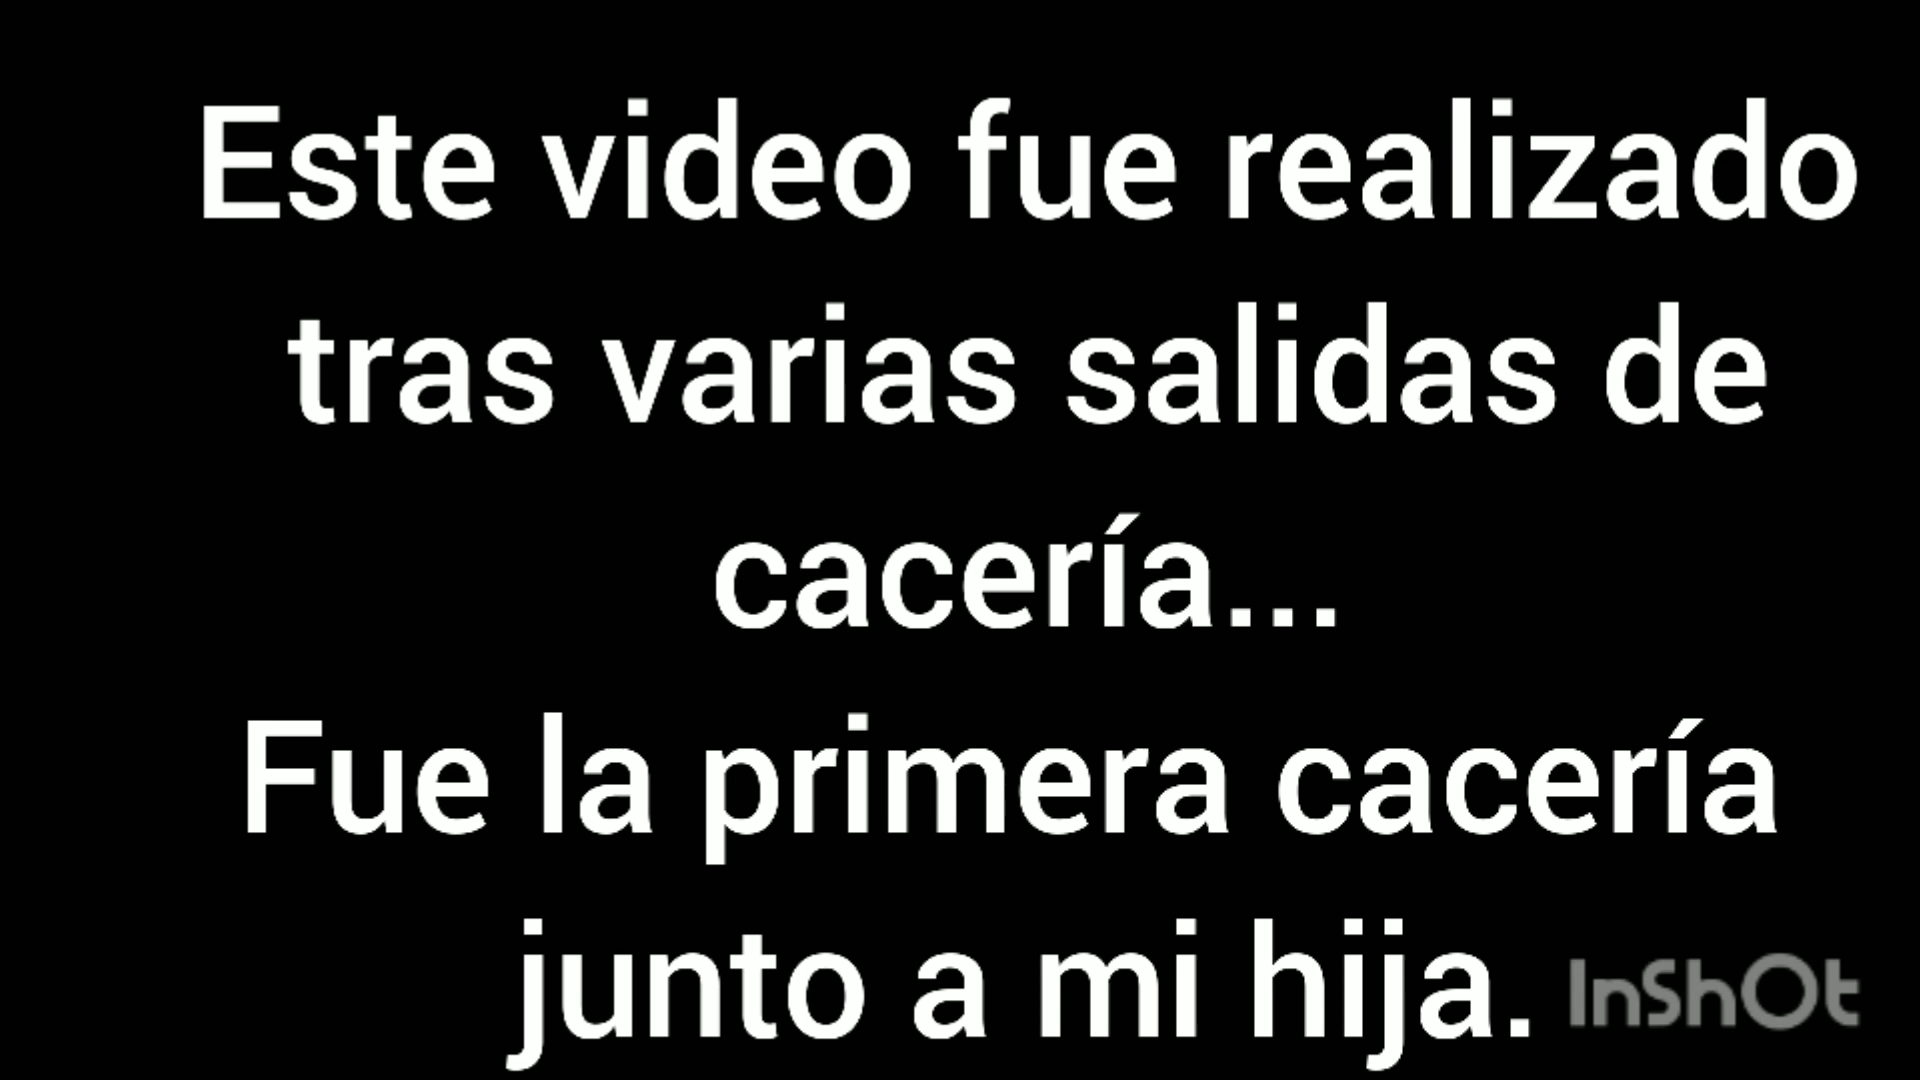 Este video fue realizado
tras varias salidas de
cacería...
Fue la primera cacería
junto a mi hija.
InShOt